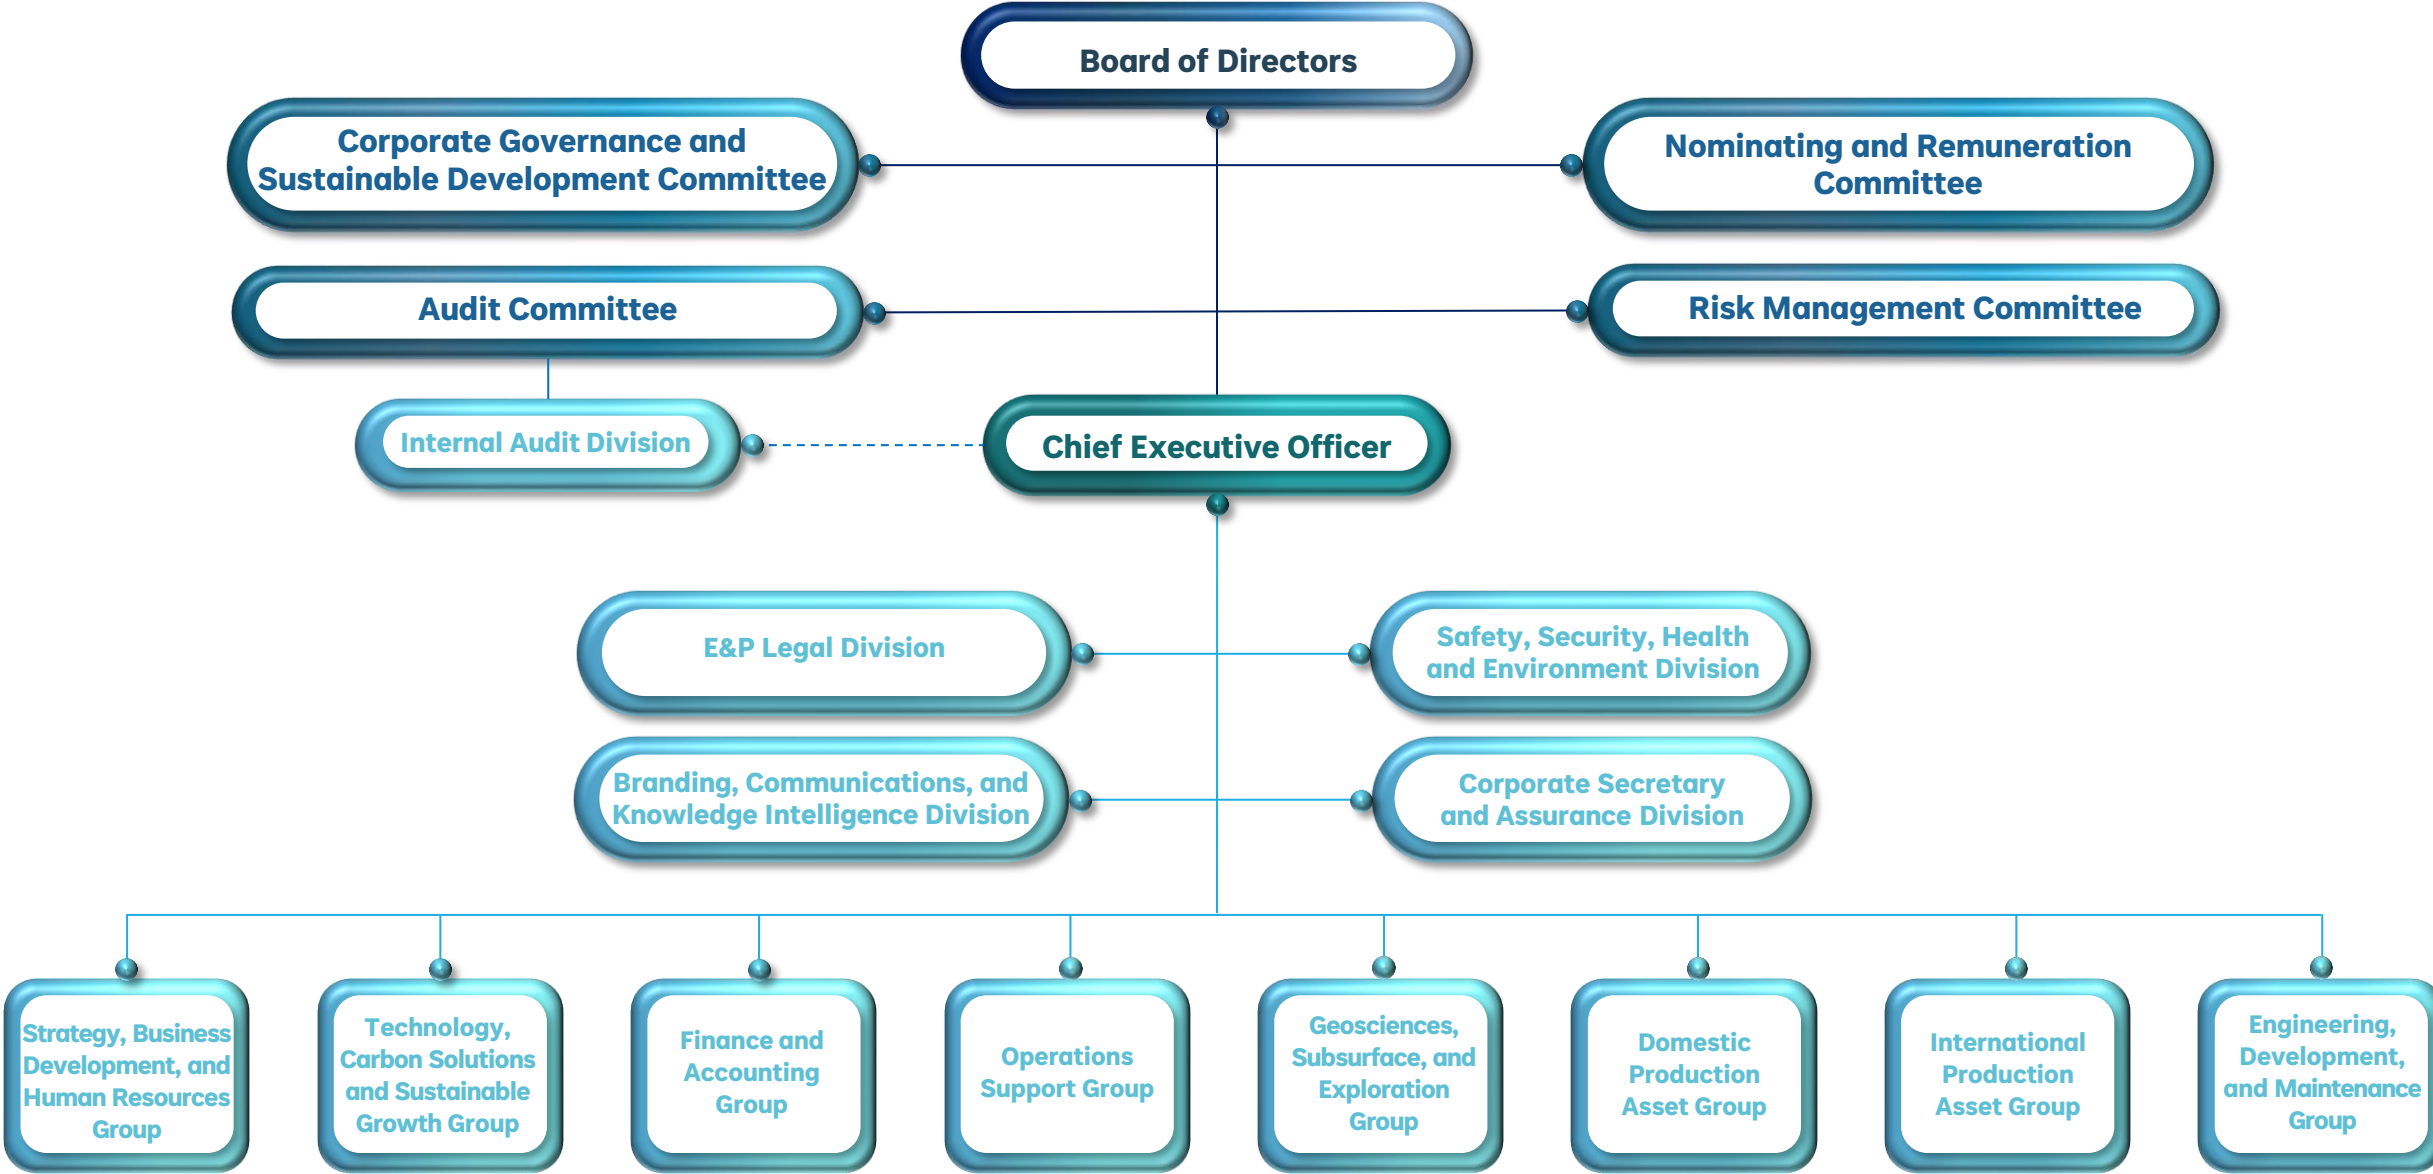 Board of Directors
Corporate Governance and
Sustainable Development Committee
Nominating and Remuneration
Committee
Audit Committee
Risk Management Committee
Internal Audit Division
Chief Executive Officer
E&P Legal Division
Safety, Security, Health
and Environment Division
Branding, Communications, and
Knowledge Intelligence Division
Corporate Secretary
and Assurance Division
Strategy, Business
Development, and
Human Resources
Group
Technology,
Carbon Solutions
and Sustainable
Growth Group
Finance and
Accounting
Group
Operations
Support Group
Geosciences,
Subsurface, and
Exploration
Group
Domestic
Production
Asset Group
International
Production
Asset Group
Engineering,
Development,
and Maintenance
Group